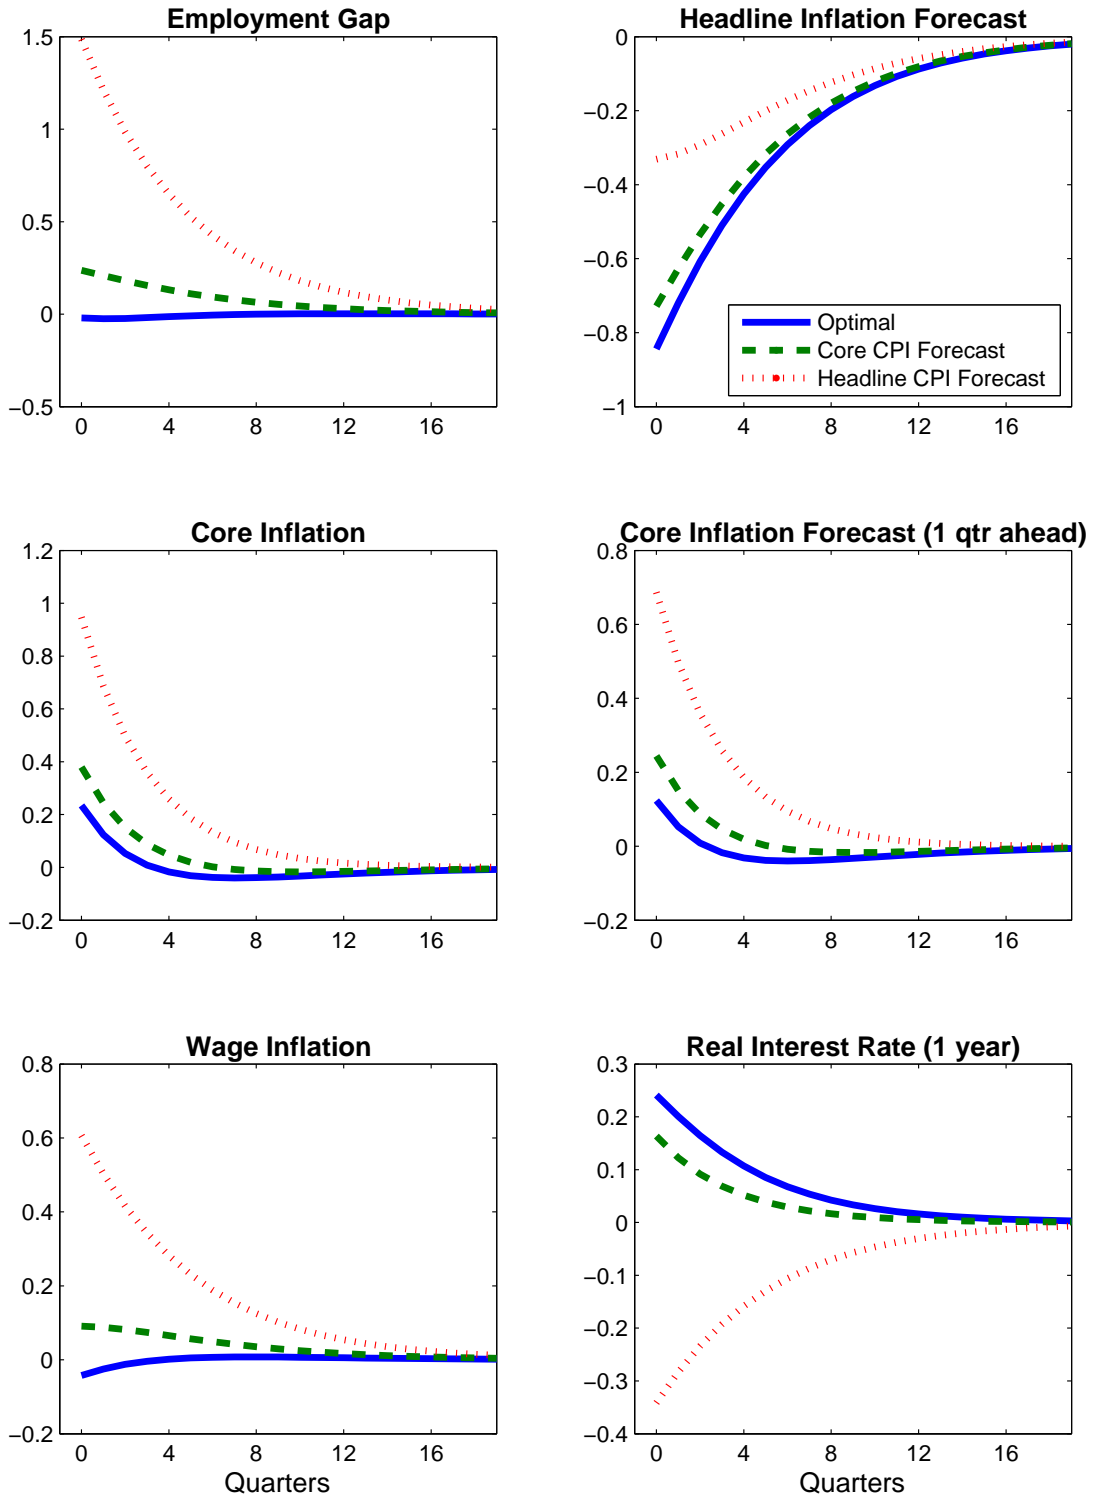 Employment Gap
1.5
1
0.5
0
−0.5
0 4 8 12 16
Headline Inflation Forecast
0
−0.2
−0.4
−0.6
−0.8
−1
0 4 8 12 16
Optimal
Core CPI Forecast
Headline CPI Forecast
Core Inflation
1.2
1
0.8
0.6
0.4
0.2
0
−0.2
0 4 8 12 16
Core Inflation Forecast (1 qtr ahead)
0.8
0.6
0.4
0.2
0
−0.2
0 4 8 12 16
Wage Inflation
0.8
0.6
0.4
0.2
0
−0.2
0 4 8 12 16
Quarters
Real Interest Rate (1 year)
0.3
0.2
0.1
0
−0.1
−0.2
−0.3
−0.4
0 4 8 12 16
Quarters